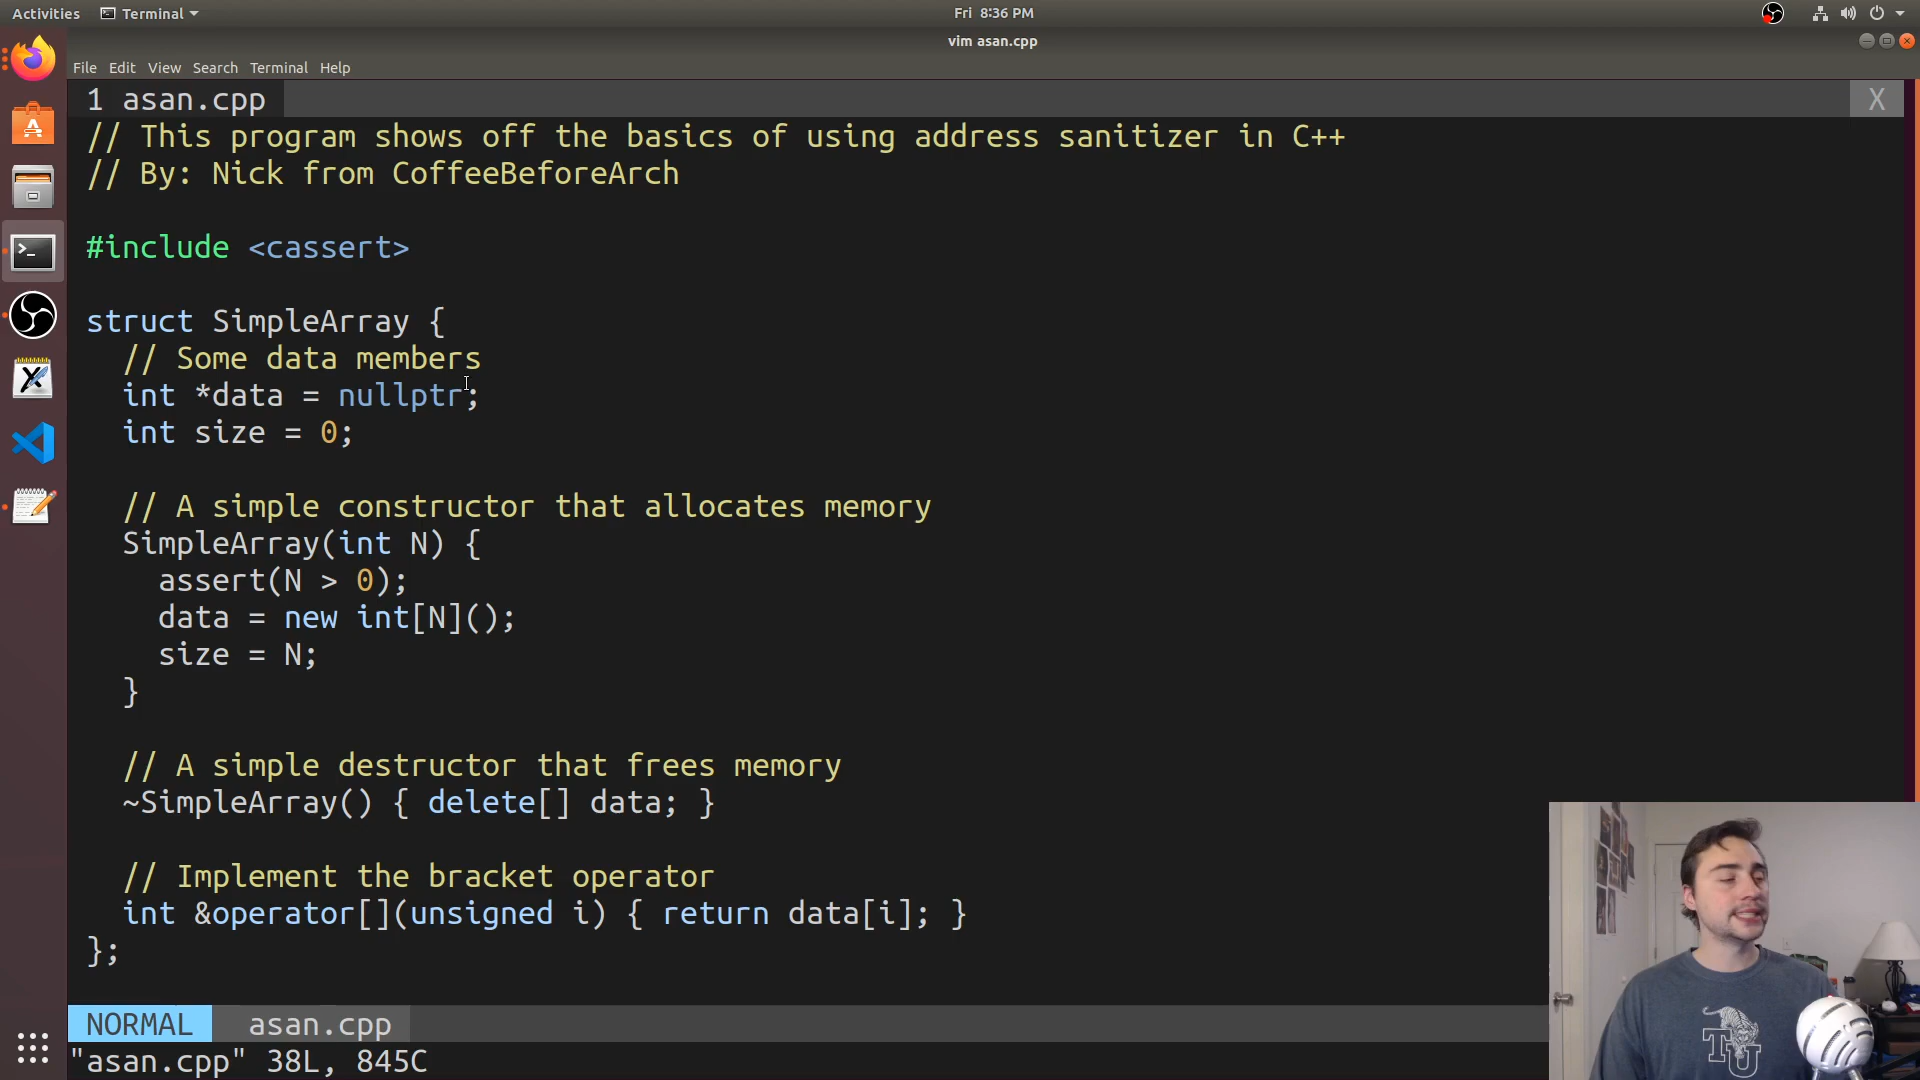 Activities
Terminal
Fri 8:36 PM
vim asan.cpp
File Edit View Search Terminal Help
1 asan.cpp X
// This program shows off the basics of using address sanitizer in C++
// By: Nick from CoffeeBeforeArch
#include <cassert>
struct SimpleArray {
// Some data members
int *data = nullptr;
int size = 0;
// A simple constructor that allocates memory
SimpleArray(int N) {
assert(N > 0);
data = new int[N]();
size = N;
}
// A simple destructor that frees memory
~SimpleArray() { delete[] data; }
// Implement the bracket operator
int &operator[](unsigned i) { return data[i]; }
};
NORMAL asan.cpp
"asan.cpp" 38L, 845C
TU